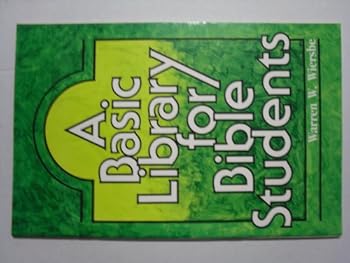 A
Basic
Library
for
Bible
Students
Warren W. Wiersbe